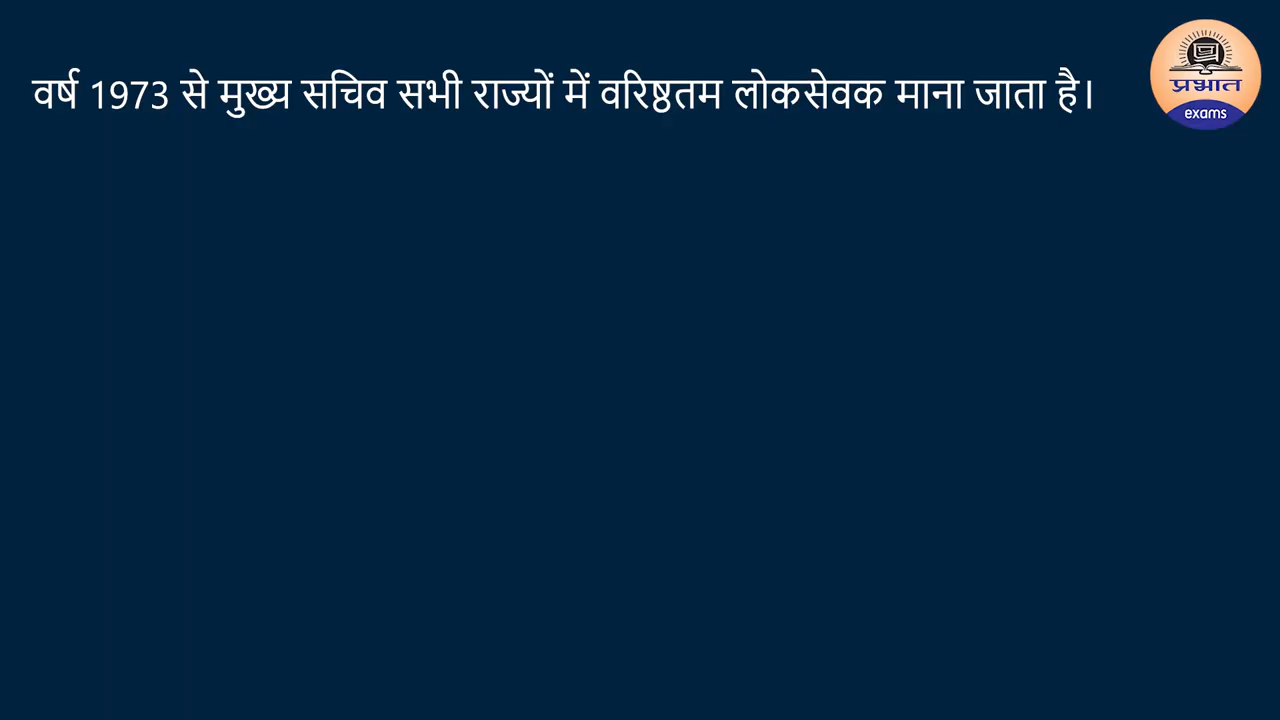 वर्ष 1973 से मुख्य सचिव सभी राज्यों में वरिष्ठतम लोकसेवक माना जाता है।
प्रभात
exams